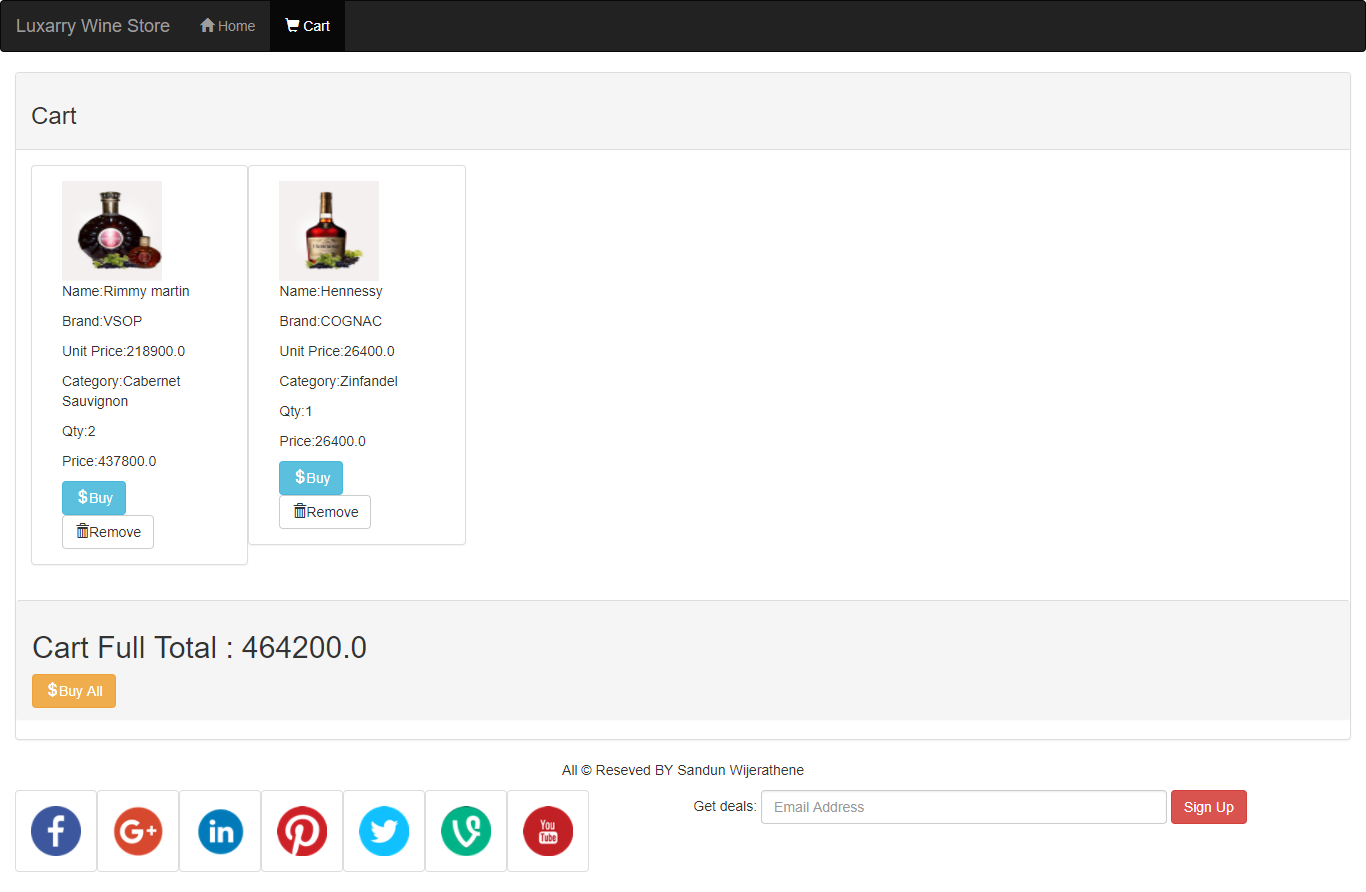 Luxarry Wine Store Home Cart
Cart
Name:Rimmy martin
Brand:VSOP
Unit Price:218900.0
Category:Cabernet
Sauvignon
Qty:2
Price:437800.0
$Buy
Remove
Name:Hennessy
Brand:COGNAC
Unit Price:26400.0
Category:Zinfandel
Qty:1
Price:26400.0
$Buy
Remove
Cart Full Total : 464200.0
$Buy All
All © Reseved BY Sandun Wijerathene
f G+ in You Tube
Get deals: Email Address Sign Up